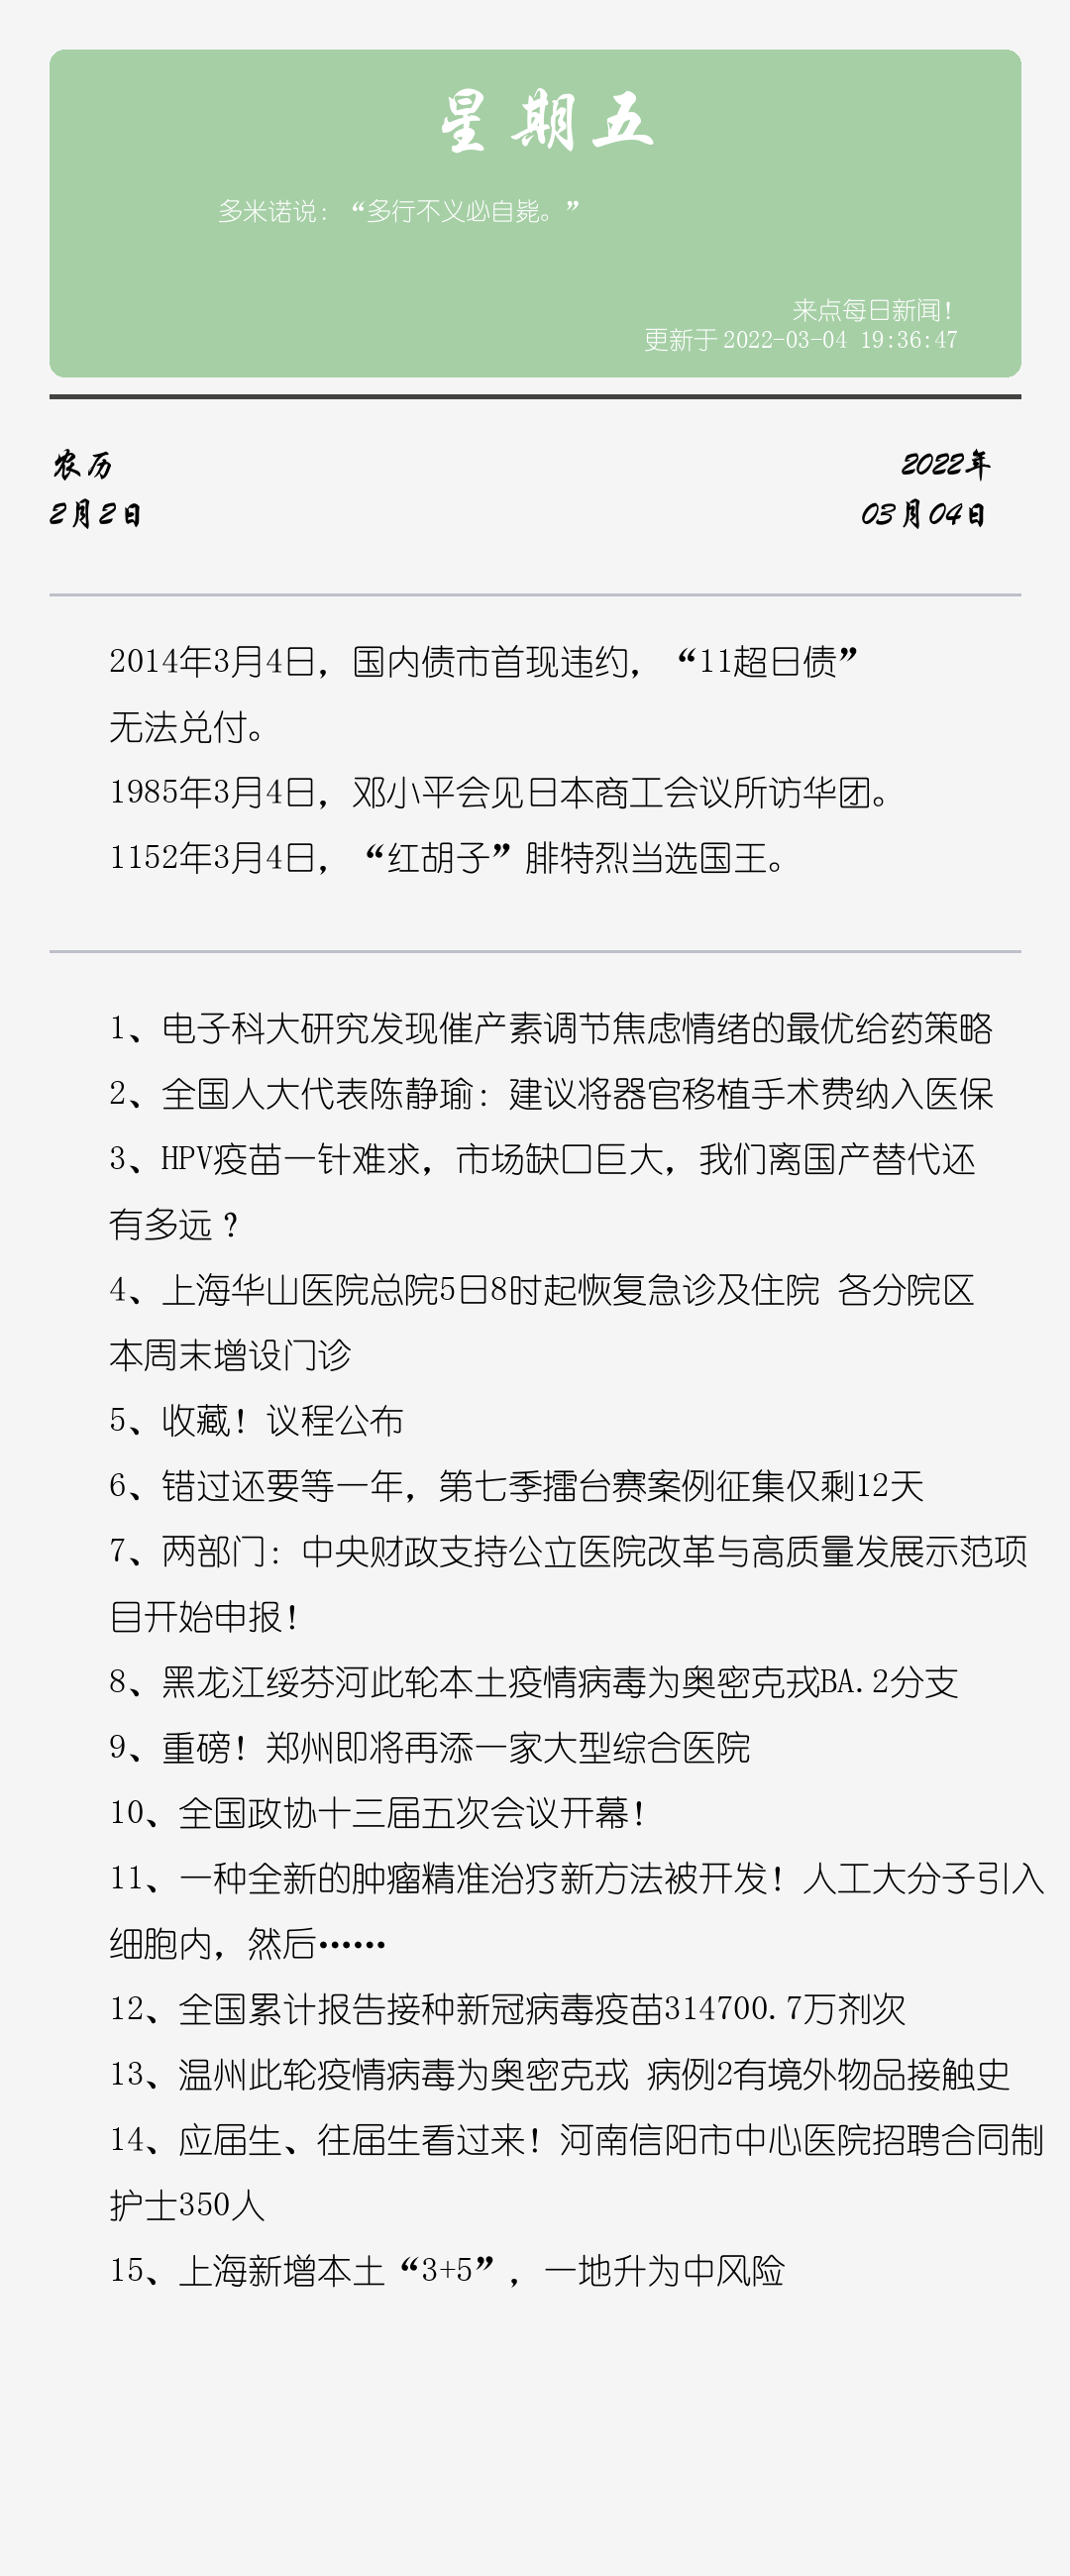 星期五
多米诺说：“多行不义必自毙。”
来点每日新闻！
更新于 2022-03-04 19:36:47
农历
2022年
2月2日
03月04日
2014年3月4日，国内债市首现违约，“11超日债”
无法兑付。
1985年3月4日，邓小平会见日本商工会议所访华团。
1152年3月4日，“红胡子”腓特烈当选国王。
1、电子科大研究发现催产素调节焦虑情绪的最优给药策略
2、全国人大代表陈静瑜：建议将器官移植手术费纳入医保
3、HPV疫苗一针难求，市场缺口巨大，我们离国产替代还
有多远？
4、上海华山医院总院5日8时起恢复急诊及住院 各分院区
本周末增设门诊
5、收藏！议程公布
6、错过还要等一年，第七季擂台赛案例征集仅剩12天
7、两部门：中央财政支持公立医院改革与高质量发展示范项
目开始申报！
8、黑龙江绥芬河此轮本土疫情病毒为奥密克戎BA.2分支
9、重磅！郑州即将再添一家大型综合医院
10、全国政协十三届五次会议开幕！
11、一种全新的肿瘤精准治疗新方法被开发！人工大分子引入
细胞内，然后……
12、全国累计报告接种新冠病毒疫苗314700.7万剂次
13、温州此轮疫情病毒为奥密克戎 病例2有境外物品接触史
14、应届生、往届生看过来！河南信阳市中心医院招聘合同制
护士350人
15、上海新增本土“3+5”，一地升为中风险